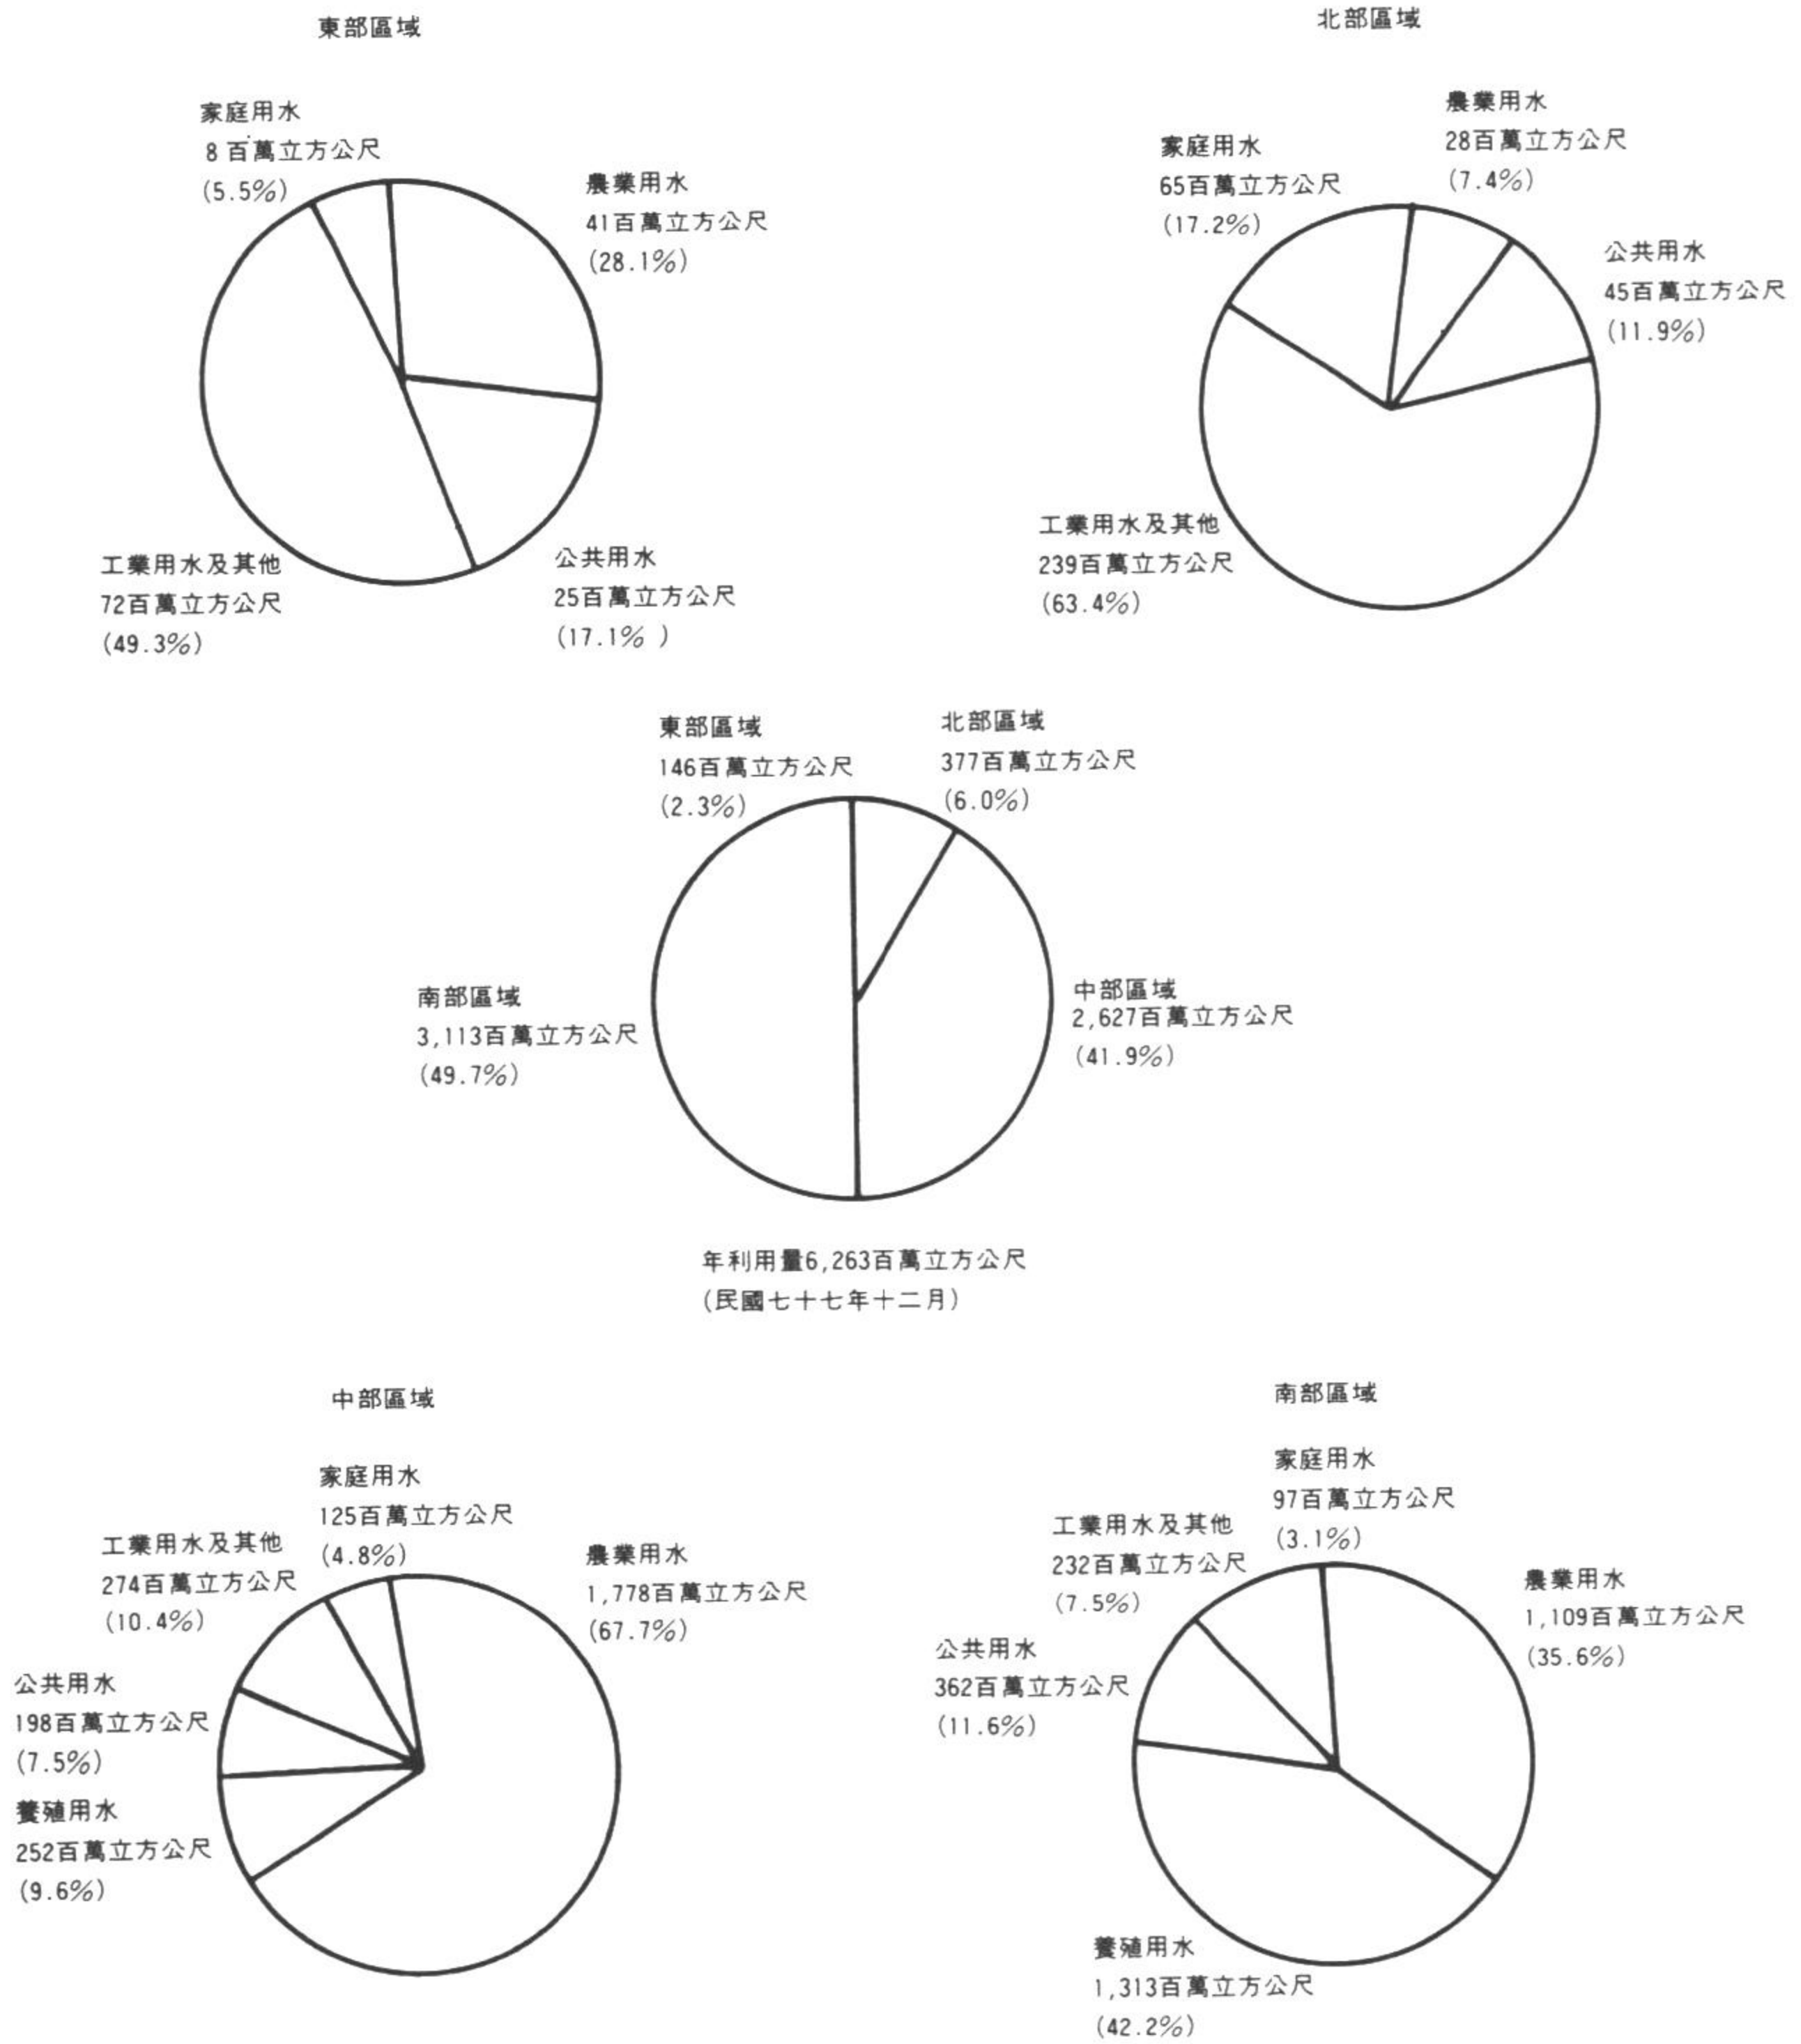 東部區域
家庭用水
8百萬立方公尺
(5.5%)
農業用水
41百萬立方公尺
(28.1%)
工業用水及其他
72百萬立方公尺
(49.3%)
公共用水
25百萬立方公尺
(17.1% )
北部區域
家庭用水
65百萬立方公尺
(17.2%)
農業用水
28百萬立方公尺
(7.4%)
公共用水
45百萬立方公尺
(11.9%)
工業用水及其他
239百萬立方公尺
(63.4%)
東部區域
146百萬立方公尺
(2.3%)
北部區域
377百萬立方公尺
(6.0%)
南部區域
3,113百萬立方公尺
(49.7%)
中部區域
2,627百萬立方公尺
(41.9%)
年利用量6,263百萬立方公尺
(民國七十七年十二月)
中部區域
家庭用水
125百萬立方公尺
(4.8%)
工業用水及其他
274百萬立方公尺
(10.4%)
農業用水
1,778百萬立方公尺
(67.7%)
公共用水
198百萬立方公尺
(7.5%)
養殖用水
252百萬立方公尺
(9.6%)
南部區域
家庭用水
97百萬立方公尺
(3.1%)
工業用水及其他
232百萬立方公尺
(7.5%)
農業用水
1,109百萬立方公尺
(35.6%)
公共用水
362百萬立方公尺
(11.6%)
養殖用水
1,313百萬立方公尺
(42.2%)